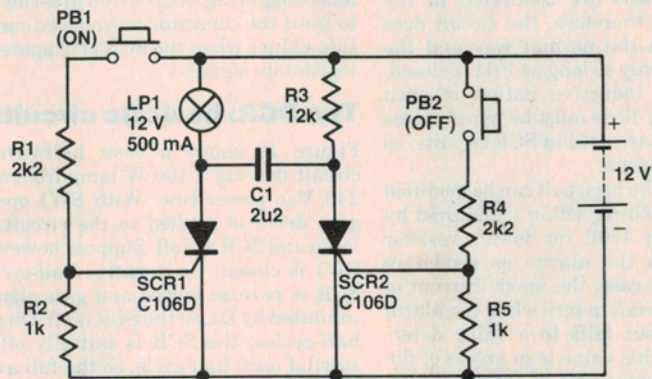 PB1
(ON)
LP1
12 V
500 mA
R3
12k
PB2
(OFF)
R1
2k2
C1
2u2
+
12 V
−
R4
2k2
SCR1
C106D
SCR2
C106D
R2
1k
R5
1k